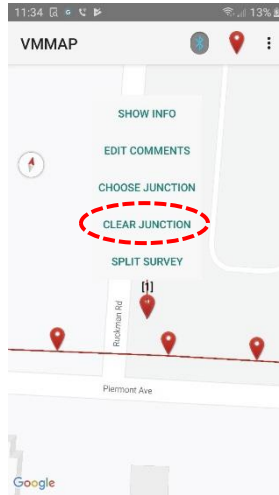 11:34 G 13%
VMMAP
SHOW INFO
EDIT COMMENTS
CHOOSE JUNCTION
CLEAR JUNCTION
SPLIT SURVEY
[1]
Ruckman Rd
Piermont Ave
Google